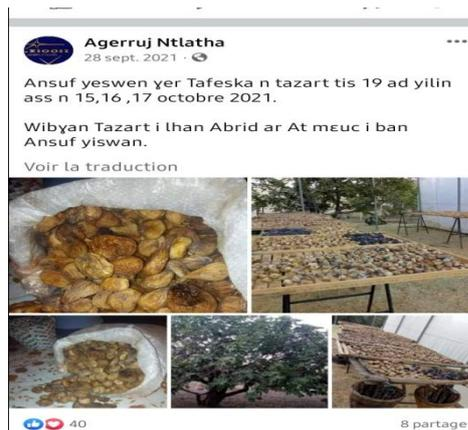 Agerruj Ntlatha
28 sept. 2021 ·
Ansuf yeswen ɣer Tafeska n tazart tis 19 ad yilin
ass n 15,16 ,17 octobre 2021.
Wibɣan Tazart i lhan Abrid ar At mɛuc i ban
Ansuf yiswan.
Voir la traduction
40
8 partage